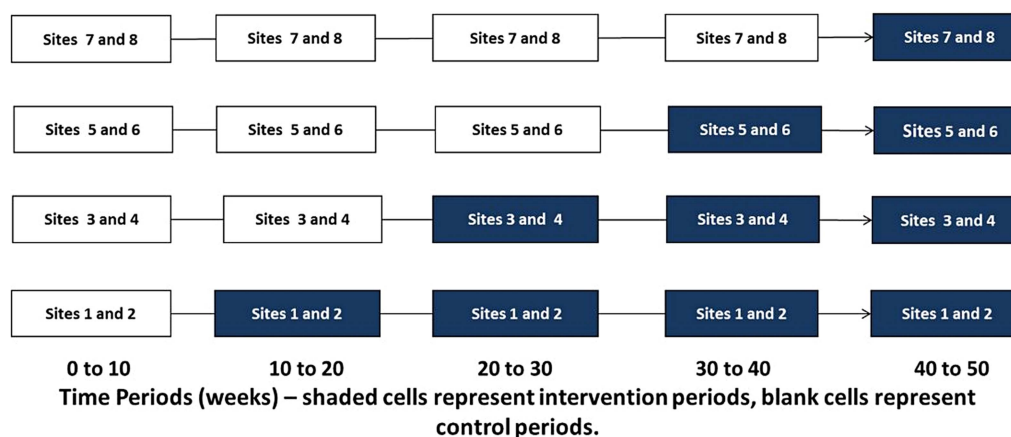 Sites 7 and 8 Sites 7 and 8 Sites 7 and 8 Sites 7 and 8 Sites 7 and 8
Sites 5 and 6 Sites 5 and 6 Sites 5 and 6 Sites 5 and 6 Sites 5 and 6
Sites 3 and 4 Sites 3 and 4 Sites 3 and 4 Sites 3 and 4 Sites 3 and 4
Sites 1 and 2 Sites 1 and 2 Sites 1 and 2 Sites 1 and 2 Sites 1 and 2
0 to 10 10 to 20 20 to 30 30 to 40 40 to 50
Time Periods (weeks) – shaded cells represent intervention periods, blank cells represent
control periods.